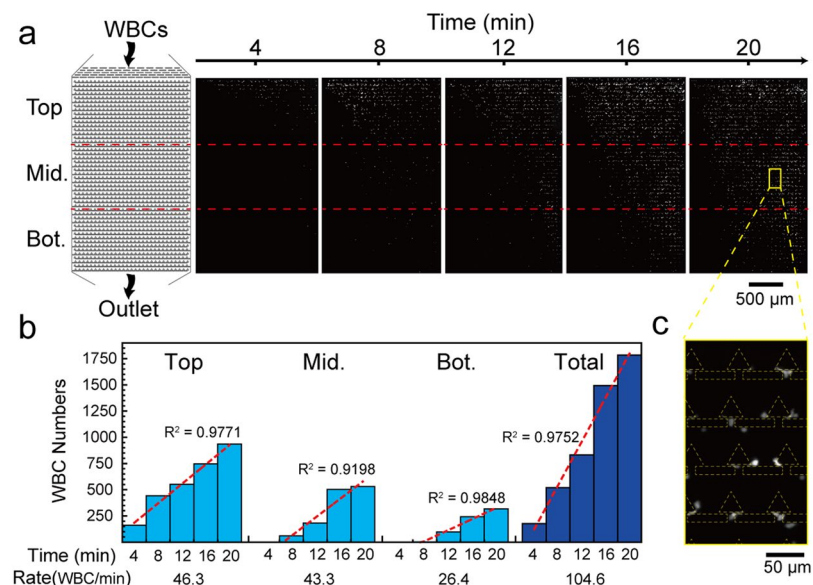 a
WBCs
Time (min)
4 8 12 16 20
Top
Mid.
Bot.
Outlet
500 μm
b
c
Top Mid. Bot. Total
WBC Numbers
1750
1500
1250
1000
750
500
250
R² = 0.9771
R² = 0.9198
R² = 0.9848
R² = 0.9752
Time (min) 4 8 12 16 20 4 8 12 16 20 4 8 12 16 20 4 8 12 16 20
Rate(WBC/min) 46.3 43.3 26.4 104.6
50 μm